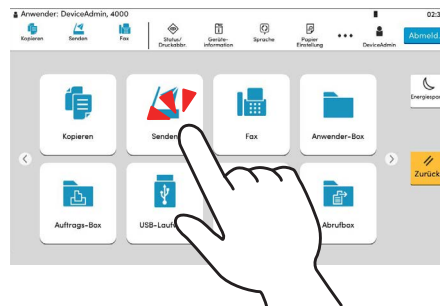 Anwender: DeviceAdmin, 4000
02:3
Kopieren
Senden
Fox
Status/
Druckabbr.
Geräte-
information
Sprache
Papier
Einstellung
DeviceAdmin
Abmeld.
Kopieren
Senden
Fax
Anwender-Box
Energiespar
Zurück
Auftrags-Box
USB-Lauf
Abrufbox